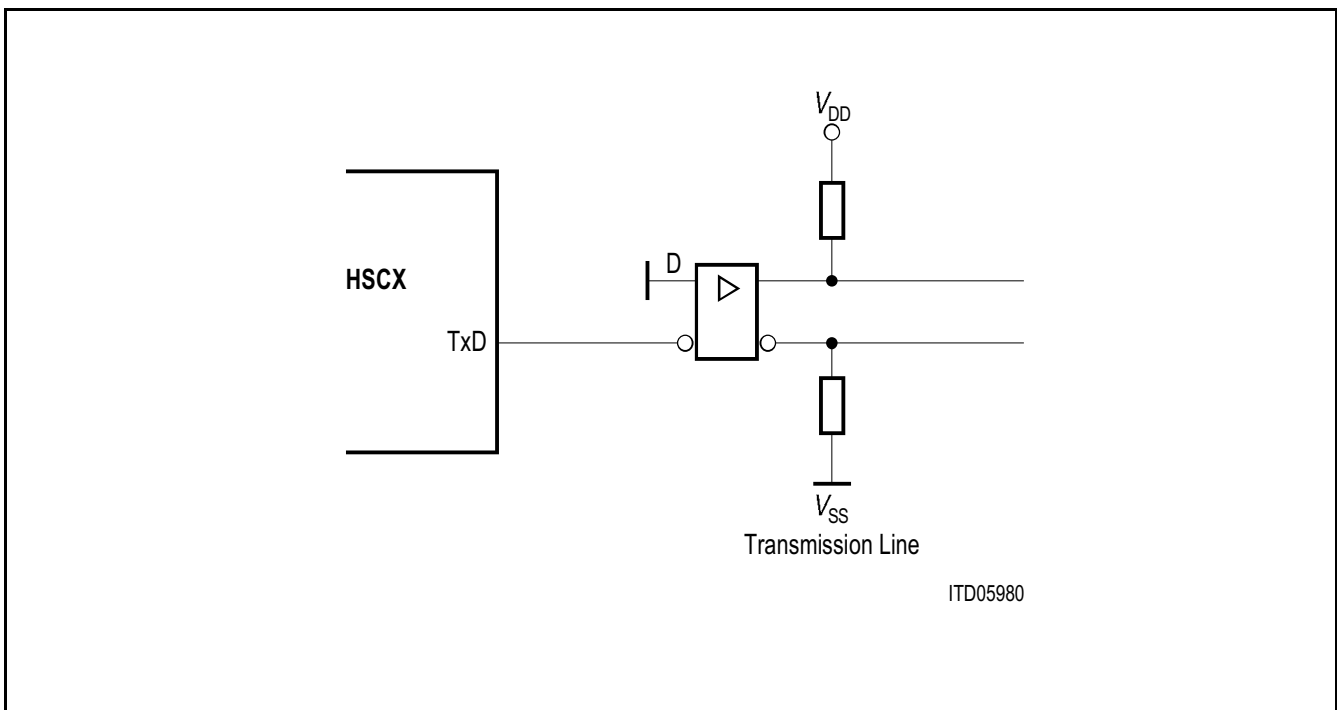 VDD
D
HSCX
TxD
VSS
Transmission Line
ITD05980